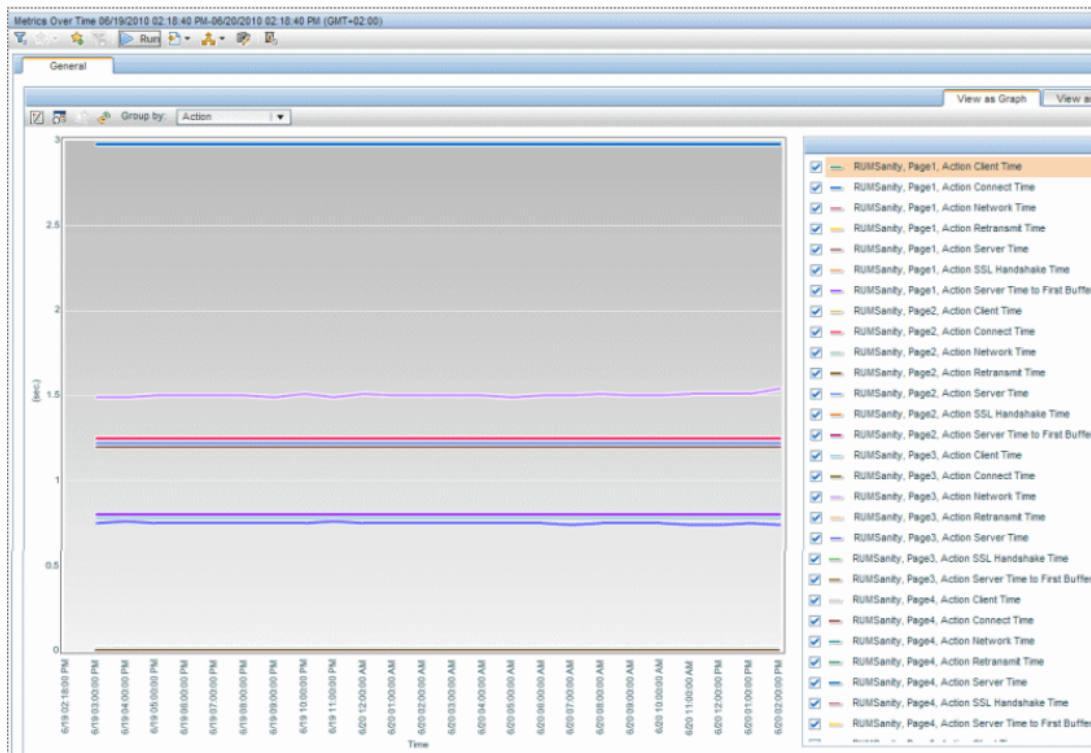 Metrics Over Time 06/19/2010 02:18:40 PM-06/20/2010 02:18:40 PM (GMT+02:00)
Run
General
View as Graph
View as
Group by:
Action
3
2.5
2
1.5
1
0.5
0
(sec.)
6/19 02:18:00 PM
6/19 03:00:00 PM
6/19 04:00:00 PM
6/19 05:00:00 PM
6/19 06:00:00 PM
6/19 07:00:00 PM
6/19 08:00:00 PM
6/19 09:00:00 PM
6/19 10:00:00 PM
6/19 11:00:00 PM
6/20 12:00:00 AM
6/20 01:00:00 AM
6/20 02:00:00 AM
6/20 03:00:00 AM
6/20 04:00:00 AM
6/20 05:00:00 AM
6/20 06:00:00 AM
6/20 07:00:00 AM
6/20 08:00:00 AM
6/20 09:00:00 AM
6/20 10:00:00 AM
6/20 11:00:00 AM
6/20 12:00:00 PM
6/20 01:00:00 PM
6/20 02:00:00 PM
Time
RUMSanity, Page1, Action Client Time
RUMSanity, Page1, Action Connect Time
RUMSanity, Page1, Action Network Time
RUMSanity, Page1, Action Retransmit Time
RUMSanity, Page1, Action Server Time
RUMSanity, Page1, Action SSL Handshake Time
RUMSanity, Page1, Action Server Time to First Buffer
RUMSanity, Page2, Action Client Time
RUMSanity, Page2, Action Connect Time
RUMSanity, Page2, Action Network Time
RUMSanity, Page2, Action Retransmit Time
RUMSanity, Page2, Action Server Time
RUMSanity, Page2, Action SSL Handshake Time
RUMSanity, Page2, Action Server Time to First Buffer
RUMSanity, Page3, Action Client Time
RUMSanity, Page3, Action Connect Time
RUMSanity, Page3, Action Network Time
RUMSanity, Page3, Action Retransmit Time
RUMSanity, Page3, Action Server Time
RUMSanity, Page3, Action SSL Handshake Time
RUMSanity, Page3, Action Server Time to First Buffer
RUMSanity, Page4, Action Client Time
RUMSanity, Page4, Action Connect Time
RUMSanity, Page4, Action Network Time
RUMSanity, Page4, Action Retransmit Time
RUMSanity, Page4, Action Server Time
RUMSanity, Page4, Action SSL Handshake Time
RUMSanity, Page4, Action Server Time to First Buffer